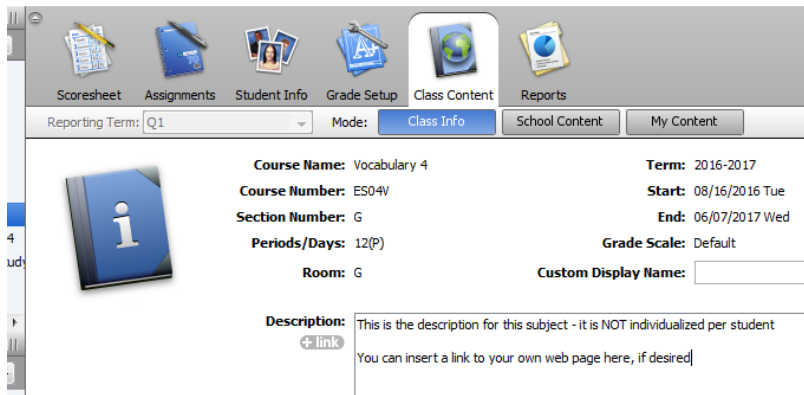 Scoresheet Assignments Student Info Grade Setup Class Content Reports
Reporting Term: Q1 Mode: Class Info School Content My Content
Course Name: Vocabulary 4 Term: 2016-2017
Course Number: ES04V Start: 08/16/2016 Tue
Section Number: G End: 06/07/2017 Wed
4 Periods/Days: 12(P) Grade Scale: Default
Room: G Custom Display Name:
Description: This is the description for this subject - it is NOT individualized per student
+ link
You can insert a link to your own web page here, if desired